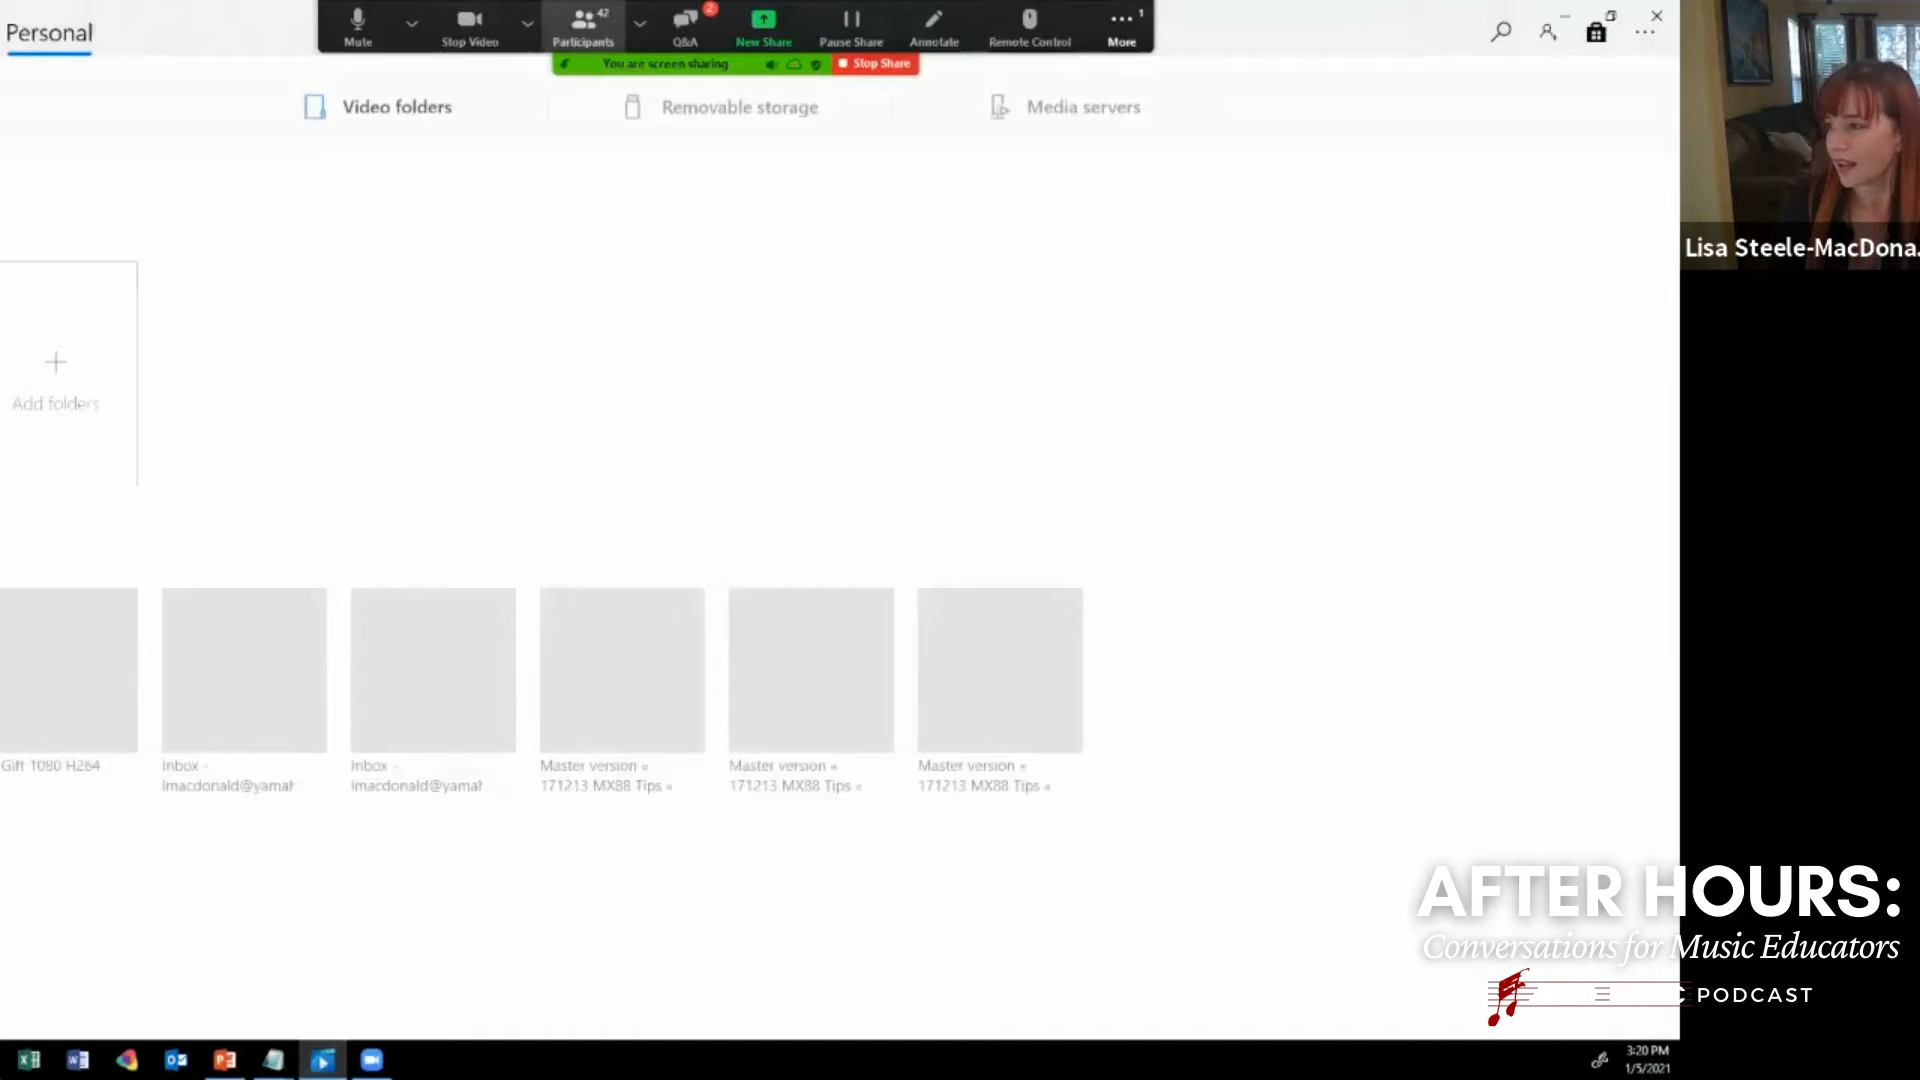 Personal
Mute
Stop Video
Participants
42
Q&A
2
New Share
Pause Share
Annotate
Remote Control
More
1
You are screen sharing
Stop Share
Video folders
Removable storage
Media servers
Lisa Steele-MacDona.
Add folders
Gift 1080 H264
Inbox -
lmacdonald@yamah
Inbox -
lmacdonald@yamah
Master version «
171213 MX88 Tips «
Master version «
171213 MX88 Tips «
Master version «
171213 MX88 Tips «
AFTER HOURS:
Conversations for Music Educators
PODCAST
3:20 PM
1/5/2021